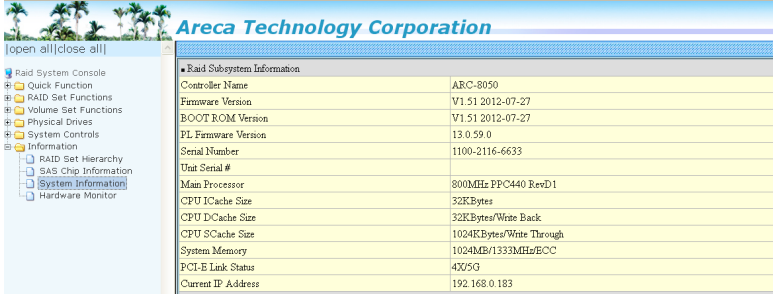 Areca Technology Corporation
|open all|close all|
Raid System Console
Quick Function
RAID Set Functions
Volume Set Functions
Physical Drives
System Controls
Information
RAID Set Hierarchy
SAS Chip Information
System Information
Hardware Monitor
Raid Subsystem Information
Controller Name ARC-8050
Firmware Version V1.51 2012-07-27
BOOT ROM Version V1.51 2012-07-27
PL Firmware Version 13.0.59.0
Serial Number 1100-2116-6633
Unit Serial #
Main Processor 800MHz PPC440 RevD1
CPU ICache Size 32KBytes
CPU DCache Size 32KBytes/Write Back
CPU SCache Size 1024KBytes/Write Through
System Memory 1024MB/1333MHz/ECC
PCI-E Link Status 4X/5G
Current IP Address 192.168.0.183